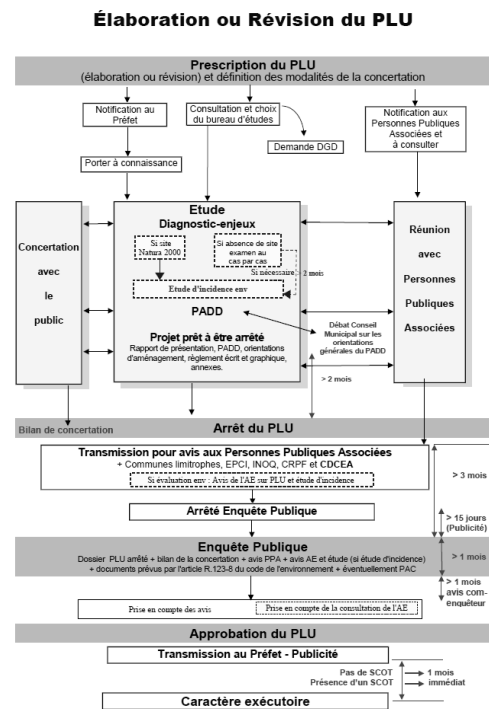 Élaboration ou Révision du PLU
Prescription du PLU
(élaboration ou révision) et définition des modalités de la concertation
Notification au
Préfet
Consultation et choix
du bureau d'études
Notification aux
Personnes Publiques
Associées et
à consulter
Demande DGD
Porter à connaissance
Concertation
avec
le
public
Etude
Diagnostic-enjeux
Si site
Natura 2000
Si absence de site
examen au
cas par cas
Si nécessaire > 2 mois
Etude d'incidence env
PADD
Projet prêt à être arrêté
Rapport de présentation, PADD, orientations
d'aménagement, règlement écrit et graphique,
annexes.
Débat Conseil
Municipal sur les
orientations
générales du PADD
> 2 mois
Réunion
avec
Personnes
Publiques
Associées
Bilan de concertation
Arrêt du PLU
Transmission pour avis aux Personnes Publiques Associées
+ Communes limitrophes, EPCI, INOQ, CRPF et CDCEA
Si évaluation env : Avis de l'AE sur PLU et étude d'incidence
> 3 mois
Arrêté Enquête Publique
> 15 jours
(Publicité)
Enquête Publique
Dossier PLU arrêté + bilan de la concertation + avis PPA + avis AE et étude (si étude d'incidence)
+ documents prévus par l'article R.123-8 du code de l'environnement + éventuellement PAC
> 1 mois
> 1 mois
avis com-
enquêteur
Prise en compte des avis
Prise en compte de la consultation de l'AE
Approbation du PLU
Transmission au Préfet - Publicité
Pas de SCOT
1 mois
Présence d'un SCOT
immédiat
Caractère exécutoire